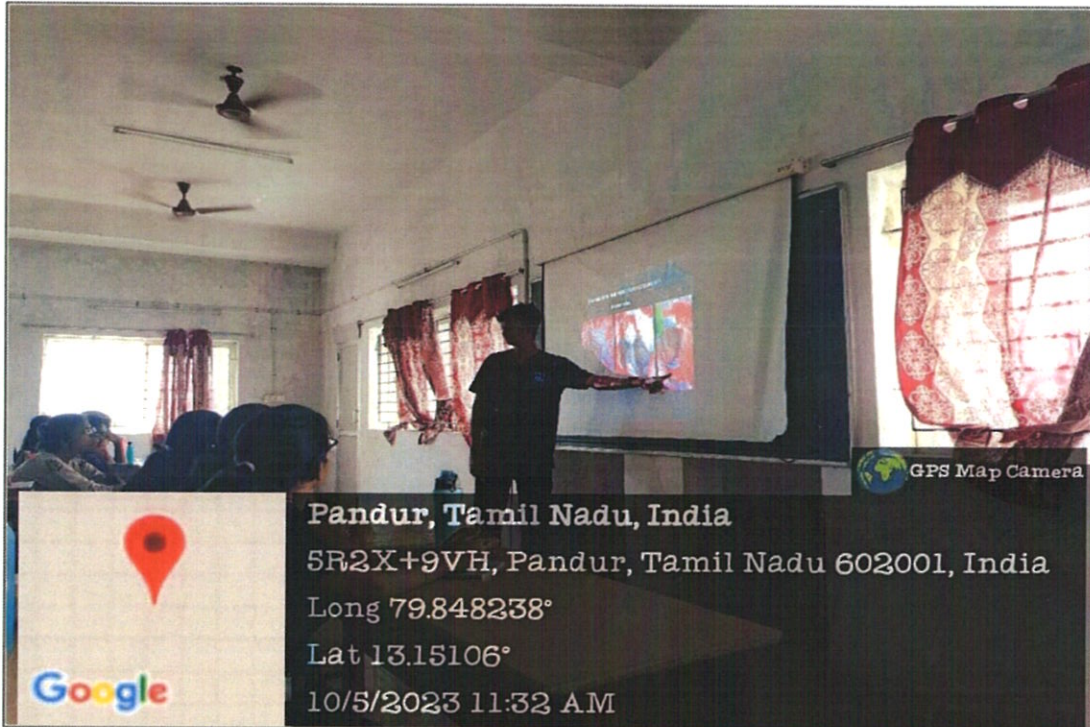 GPS Map Camera
Pandur, Tamil Nadu, India
5R2X+9VH, Pandur, Tamil Nadu 602001, India
Long 79.848238°
Lat 13.15106°
10/5/2023 11:32 AM
Google